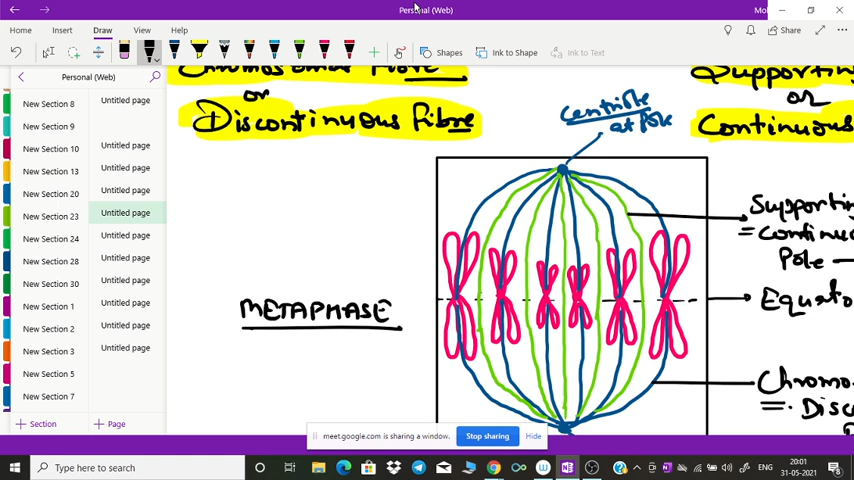 Personal (Web)
Home Insert Draw View Help
Share
Shapes
Ink to Shape
Ink to Text
Personal (Web)
New Section 8
New Section 9
New Section 10
New Section 13
New Section 20
New Section 23
New Section 24
New Section 28
New Section 30
New Section 1
New Section 2
New Section 3
New Section 5
New Section 7
Section
Untitled page
Untitled page
Untitled page
Untitled page
Untitled page
Untitled page
Untitled page
Untitled page
Untitled page
Untitled page
Untitled page
Page
or
Discontinuous Fibre
Centriole
at Pole
Supporting
or
Continuous
METAPHASE
Supporting
= Continuo
Pole
Equato
Chromo
= Disc
meet.google.com is sharing a window.
Stop sharing
Hide
Type here to search
ENG
20:01
31-05-2021